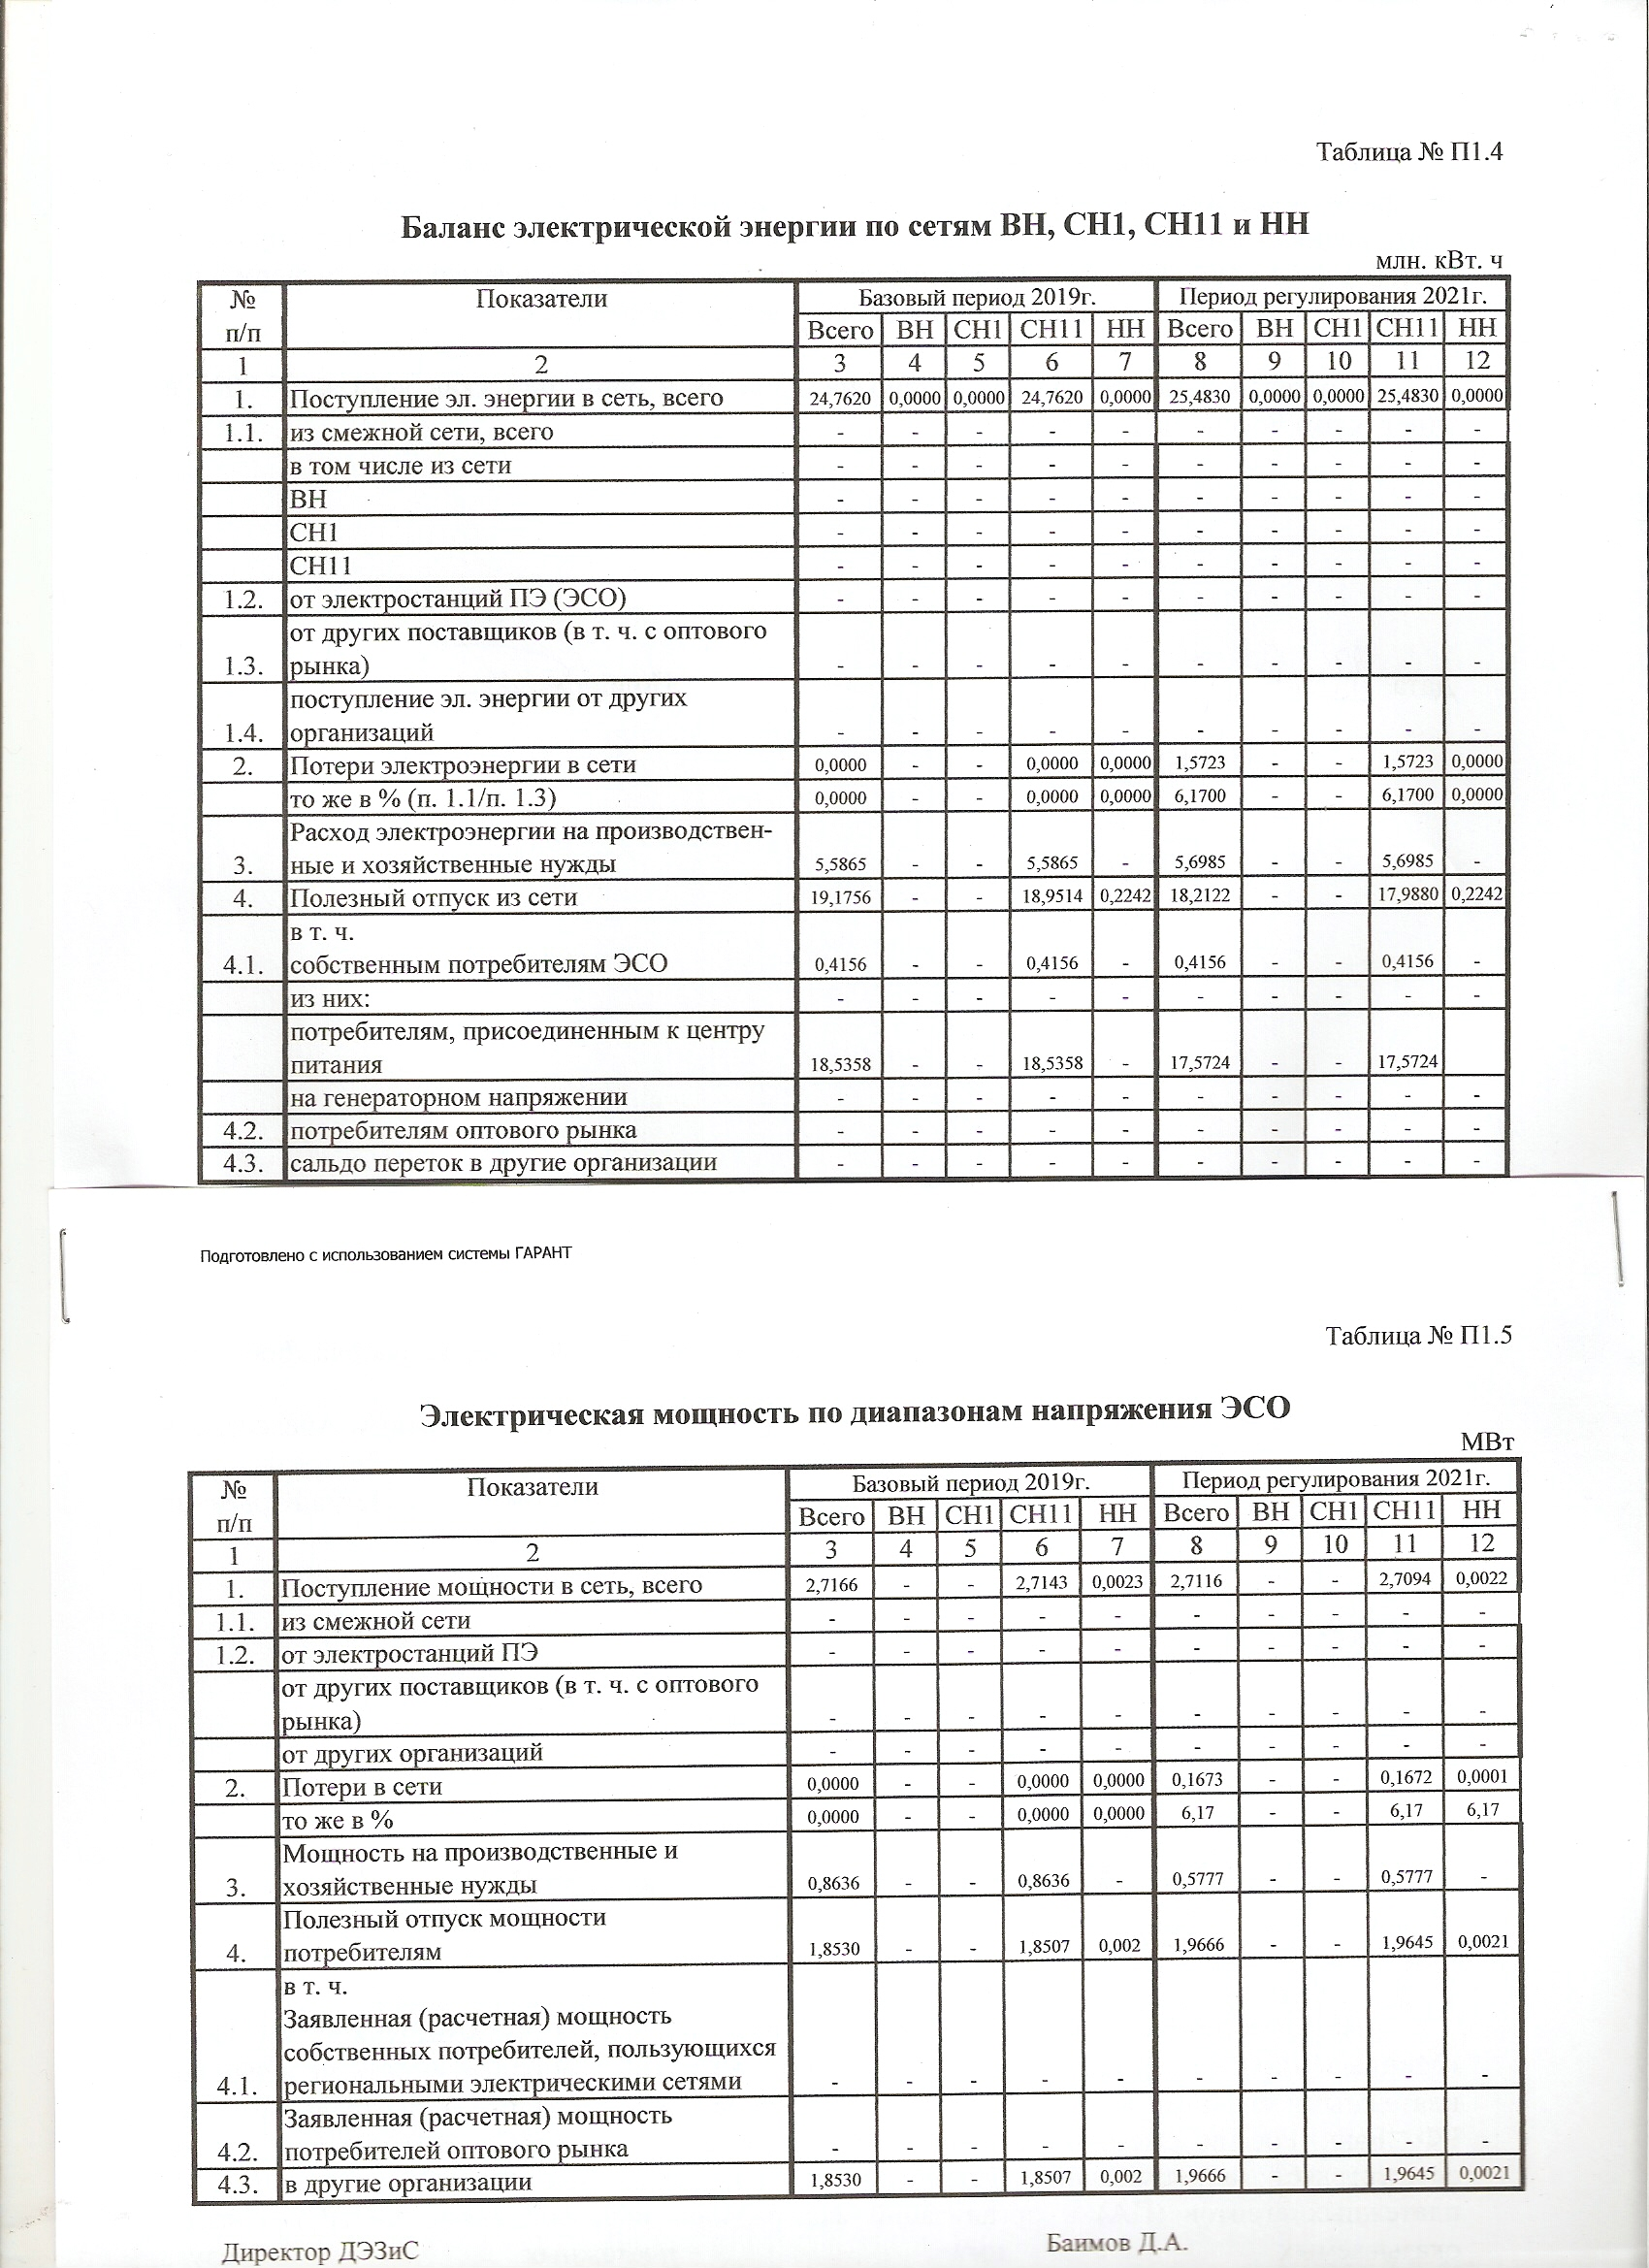 Таблица № П1.4
Баланс электрической энергии по сетям ВН, СН1, СН11 и НН
млн. кВт. ч
№ п/п Показатели Базовый период 2019г. Период регулирования 2021г.
Всего ВН СН1 СН11 НН Всего ВН СН1 СН11 НН
1 2 3 4 5 6 7 8 9 10 11 12
1. Поступление эл. энергии в сеть, всего 24,7620 0,0000 0,0000 24,7620 0,0000 25,4830 0,0000 0,0000 25,4830 0,0000
1.1. из смежной сети, всего - - - - - - - - - -
в том числе из сети - - - - - - - - - -
ВН - - - - - - - - - -
СН1 - - - - - - - - - -
СН11 - - - - - - - - - -
1.2. от электростанций ПЭ (ЭСО) - - - - - - - - - -
от других поставщиков (в т. ч. с оптового
1.3. рынка) - - - - - - - - - -
поступление эл. энергии от других
1.4. организаций - - - - - - - - - -
2. Потери электроэнергии в сети 0,0000 - - 0,0000 0,0000 1,5723 - - 1,5723 0,0000
то же в % (п. 1.1/п. 1.3) 0,0000 - - 0,0000 0,0000 6,1700 - - 6,1700 0,0000
Расход электроэнергии на производствен-
3. ные и хозяйственные нужды 5,5865 - - 5,5865 - 5,6985 - - 5,6985 -
4. Полезный отпуск из сети 19,1756 - - 18,9514 0,2242 18,2122 - - 17,9880 0,2242
в т. ч.
4.1. собственным потребителям ЭСО 0,4156 - - 0,4156 - 0,4156 - - 0,4156 -
из них: - - - - - - - - - -
потребителям, присоединенным к центру
питания 18,5358 - - 18,5358 - 17,5724 - - 17,5724
на генераторном напряжении - - - - - - - - - -
4.2. потребителям оптового рынка - - - - - - - - - -
4.3. сальдо переток в другие организации - - - - - - - - - -
Подготовлено с использованием системы ГАРАНТ
Таблица № П1.5
Электрическая мощность по диапазонам напряжения ЭСО
МВт
№ п/п Показатели Базовый период 2019г. Период регулирования 2021г.
Всего ВН СН1 СН11 НН Всего ВН СН1 СН11 НН
1 2 3 4 5 6 7 8 9 10 11 12
1. Поступление мощности в сеть, всего 2,7166 - - 2,7143 0,0023 2,7116 - - 2,7094 0,0022
1.1. из смежной сети - - - - - - - - - -
1.2. от электростанций ПЭ - - - - - - - - - -
от других поставщиков (в т. ч. с оптового
рынка) - - - - - - - - - -
от других организаций - - - - - - - - - -
2. Потери в сети 0,0000 - - 0,0000 0,0000 0,1673 - - 0,1672 0,0001
то же в % 0,0000 - - 0,0000 0,0000 6,17 - - 6,17 6,17
Мощность на производственные и
3. хозяйственные нужды 0,8636 - - 0,8636 - 0,5777 - - 0,5777 -
Полезный отпуск мощности
4. потребителям 1,8530 - - 1,8507 0,002 1,9666 - - 1,9645 0,0021
в т. ч.
Заявленная (расчетная) мощность
собственных потребителей, пользующихся
4.1. региональными электрическими сетями - - - - - - - - - -
Заявленная (расчетная) мощность
4.2. потребителей оптового рынка - - - - - - - - - -
4.3. в другие организации 1,8530 - - 1,8507 0,002 1,9666 - - 1,9645 0,0021
Директор ДЭЗиС Баимов Д.А.